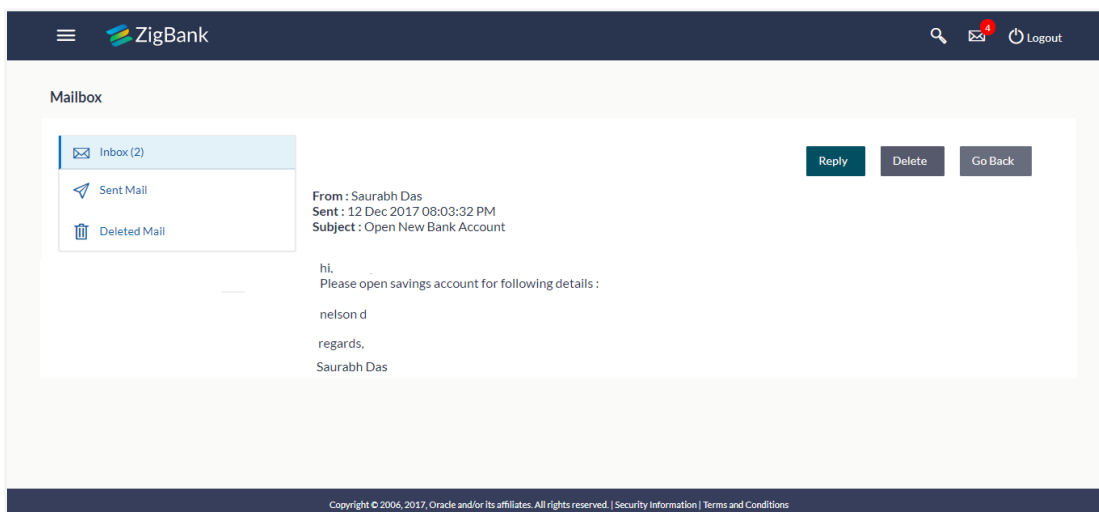 ZigBank
4
Logout
Mailbox
Inbox (2)
Sent Mail
Deleted Mail
Reply
Delete
Go Back
From : Saurabh Das
Sent : 12 Dec 2017 08:03:32 PM
Subject : Open New Bank Account
hi,
Please open savings account for following details :
nelson d
regards,
Saurabh Das
Copyright © 2006, 2017, Oracle and/or its affiliates. All rights reserved. | Security Information | Terms and Conditions